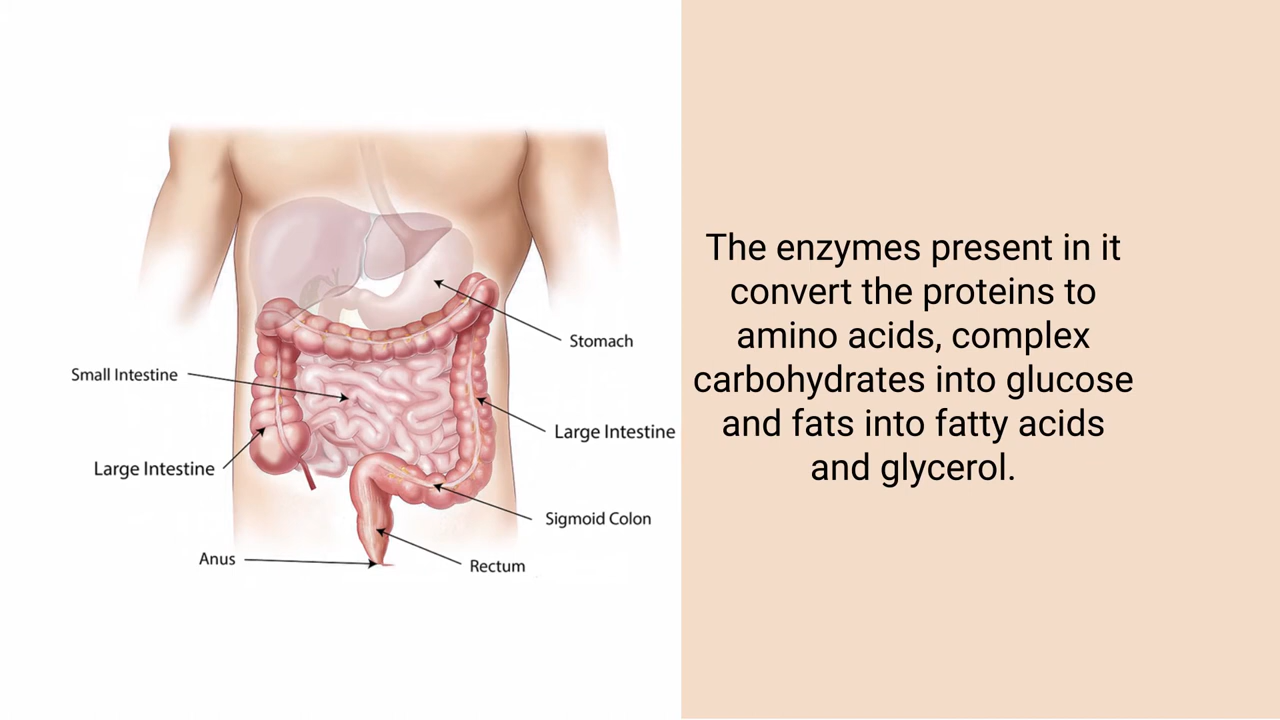 Stomach
Small Intestine
Large Intestine
Large Intestine
Sigmoid Colon
Anus
Rectum
The enzymes present in it
convert the proteins to
amino acids, complex
carbohydrates into glucose
and fats into fatty acids
and glycerol.